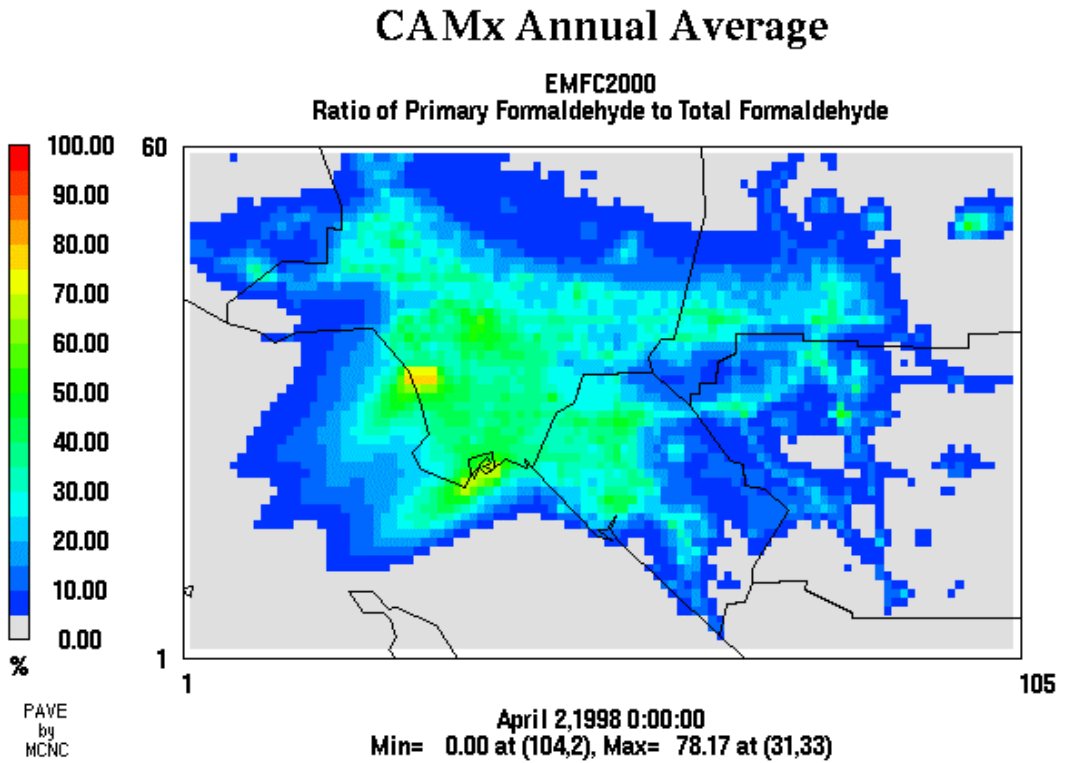 CAMx Annual Average
EMFC2000
Ratio of Primary Formaldehyde to Total Formaldehyde
100.00
90.00
80.00
70.00
60.00
50.00
40.00
30.00
20.00
10.00
0.00
%
60
1
1
105
PAVE
by
MCNC
April 2,1998 0:00:00
Min= 0.00 at (104,2), Max= 78.17 at (31,33)